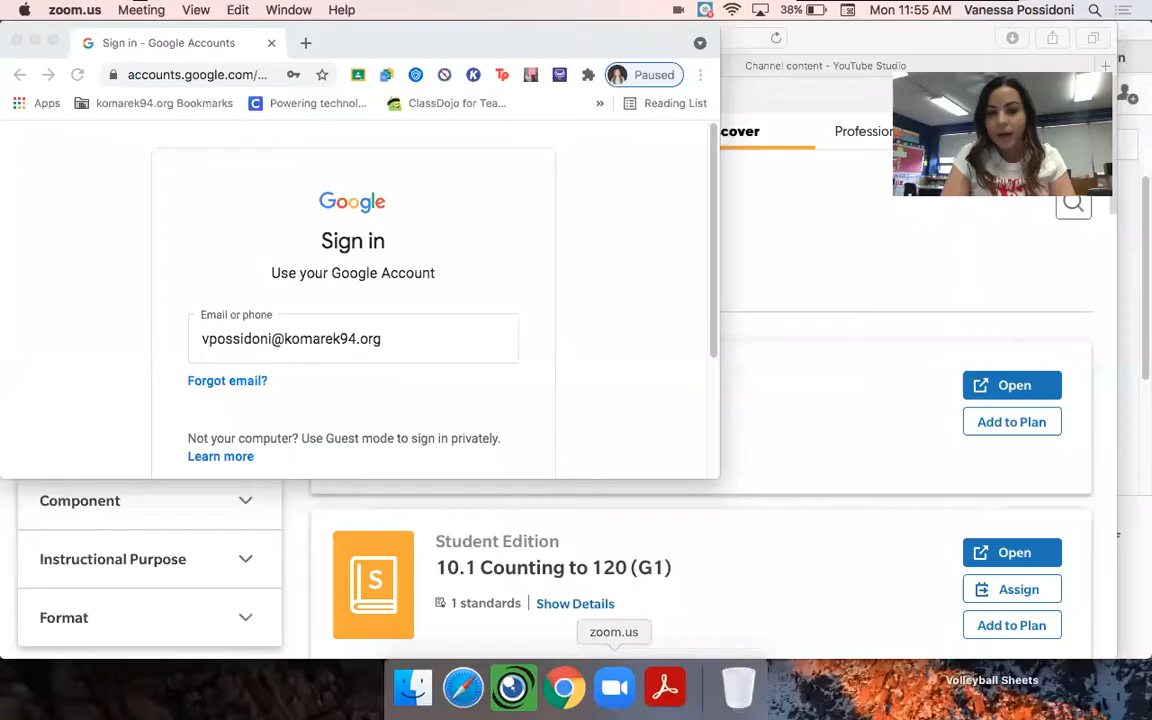 zoom.us Meeting View Edit Window Help 38% Mon 11:55 AM Vanessa Possidoni
Sign in - Google Accounts
accounts.google.com/... Tp Paused
Apps komarek94.org Bookmarks Powering technol... ClassDojo for Tea... » Reading List
Channel content - YouTube Studio
cover Profession
Google
Sign in
Use your Google Account
Email or phone
vpossidoni@komarek94.org
Forgot email?
Not your computer? Use Guest mode to sign in privately.
Learn more
Open
Add to Plan
Component
Instructional Purpose
Format
S
Student Edition
10.1 Counting to 120 (G1)
1 standards | Show Details
Open
Assign
Add to Plan
zoom.us
Volleyball Sheets